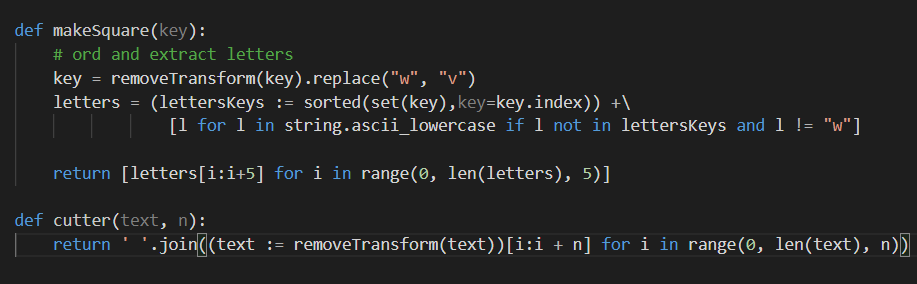 def makeSquare(key):
    # ord and extract letters
    key = removeTransform(key).replace("w", "v")
    letters = (lettersKeys := sorted(set(key),key=key.index)) +\
               [l for l in string.ascii_lowercase if l not in lettersKeys and l != "w"]
    return [letters[i:i+5] for i in range(0, len(letters), 5)]
def cutter(text, n):
    return ' '.join((text := removeTransform(text))[i:i + n] for i in range(0, len(text), n))